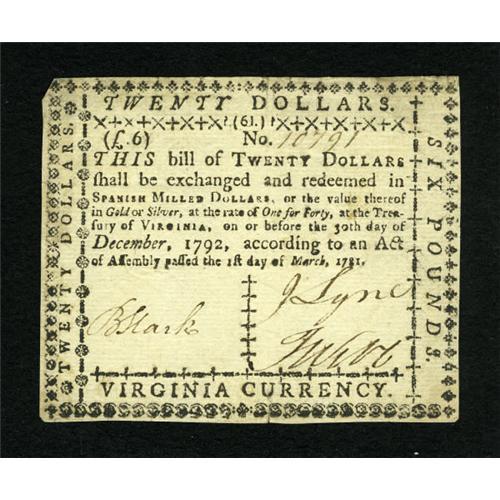 TWENTY DOLLARS.
(61.)
(£.6) No. 10791
THIS bill of TWENTY DOLLARS
shall be exchanged and redeemed in
SPANISH MILLED DOLLARS, or the value thereof
in Gold or Silver, at the rate of One for Forty, at the Trea-
sury of VIRGINIA, on or before the 30th day of
December, 1792, according to an Act
of Assembly passed the 1st day of March, 1781.
B Stark
J Lyne
VIRGINIA CURRENCY.
TWENTY DOLLARS.
SIX POUNDS.